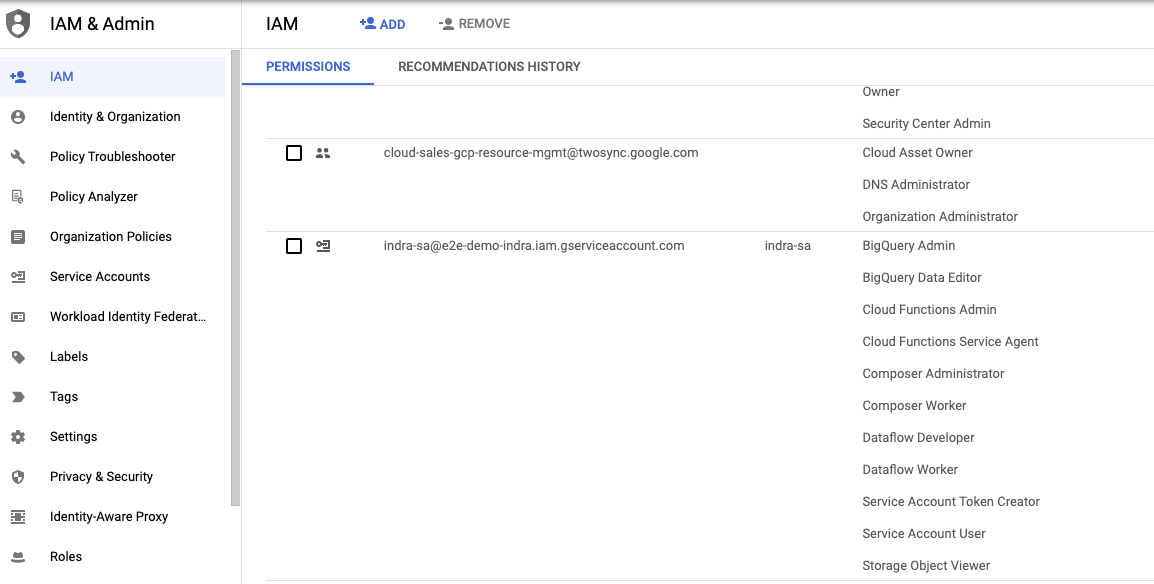 IAM & Admin
IAM
Identity & Organization
Policy Troubleshooter
Policy Analyzer
Organization Policies
Service Accounts
Workload Identity Federat...
Labels
Tags
Settings
Privacy & Security
Identity-Aware Proxy
Roles
IAM ADD REMOVE
PERMISSIONS RECOMMENDATIONS HISTORY
Owner
Security Center Admin
cloud-sales-gcp-resource-mgmt@twosync.google.com Cloud Asset Owner
DNS Administrator
Organization Administrator
indra-sa@e2e-demo-indra.iam.gserviceaccount.com indra-sa BigQuery Admin
BigQuery Data Editor
Cloud Functions Admin
Cloud Functions Service Agent
Composer Administrator
Composer Worker
Dataflow Developer
Dataflow Worker
Service Account Token Creator
Service Account User
Storage Object Viewer